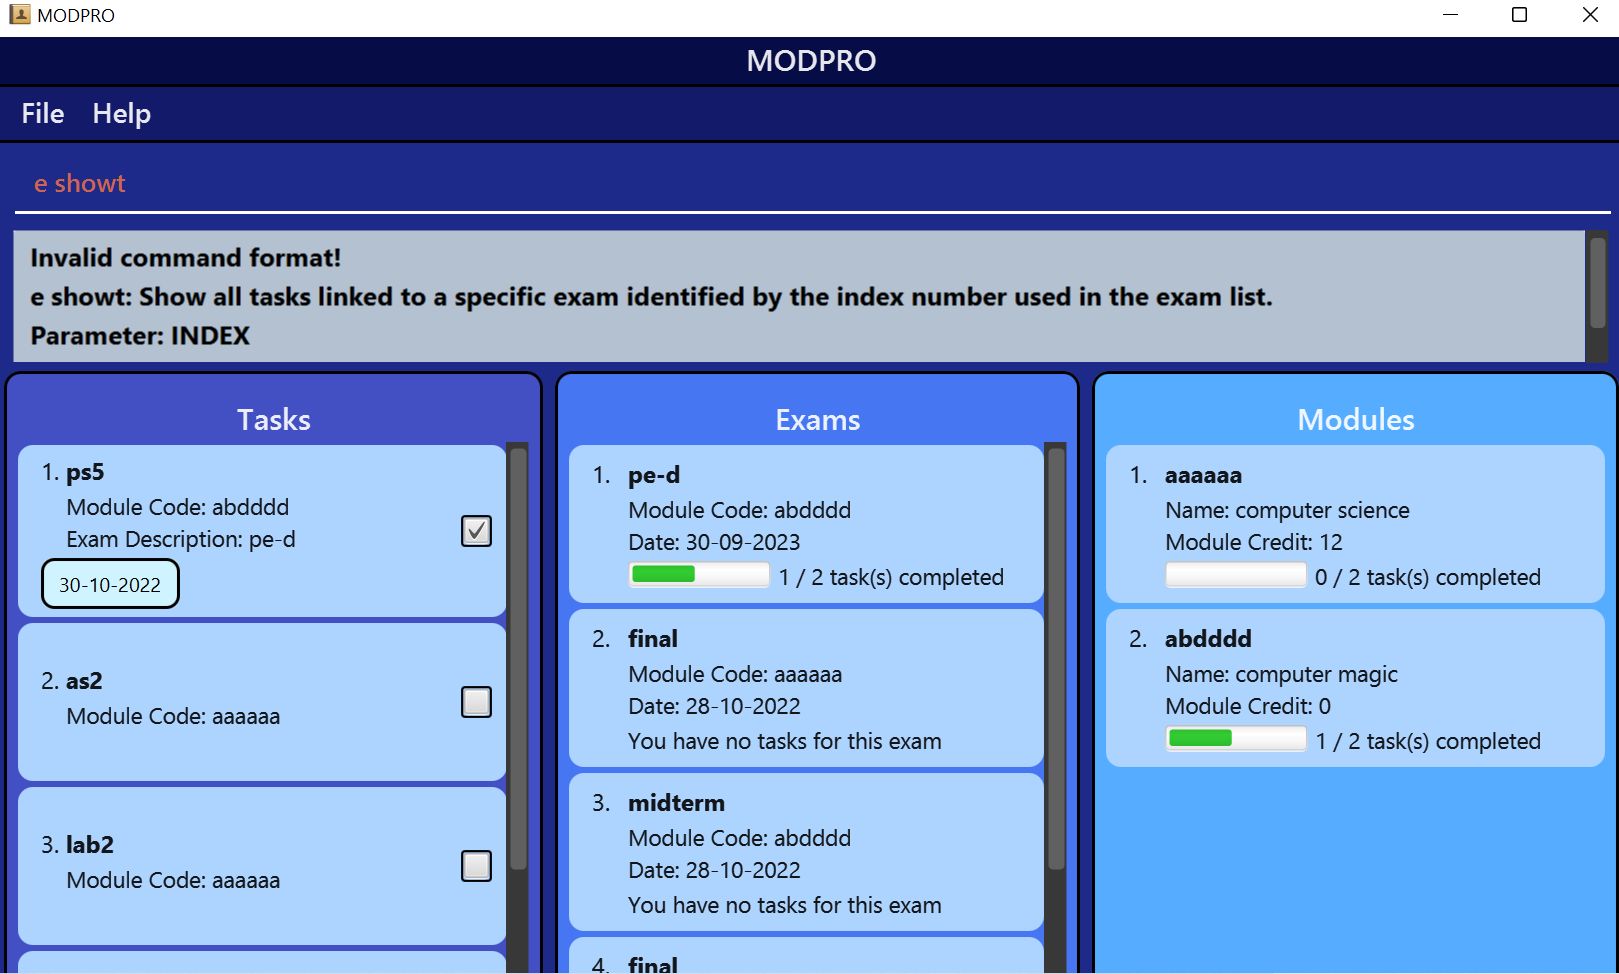 MODPRO
MODPRO
File Help
e showt
Invalid command format!
e showt: Show all tasks linked to a specific exam identified by the index number used in the exam list.
Parameter: INDEX
Tasks
1. ps5
Module Code: abdddd
Exam Description: pe-d
30-10-2022
2. as2
Module Code: aaaaaa
3. lab2
Module Code: aaaaaa
Exams
1. pe-d
Module Code: abdddd
Date: 30-09-2023
1 / 2 task(s) completed
2. final
Module Code: aaaaaa
Date: 28-10-2022
You have no tasks for this exam
3. midterm
Module Code: abdddd
Date: 28-10-2022
You have no tasks for this exam
4. final
Modules
1. aaaaaa
Name: computer science
Module Credit: 12
0 / 2 task(s) completed
2. abdddd
Name: computer magic
Module Credit: 0
1 / 2 task(s) completed